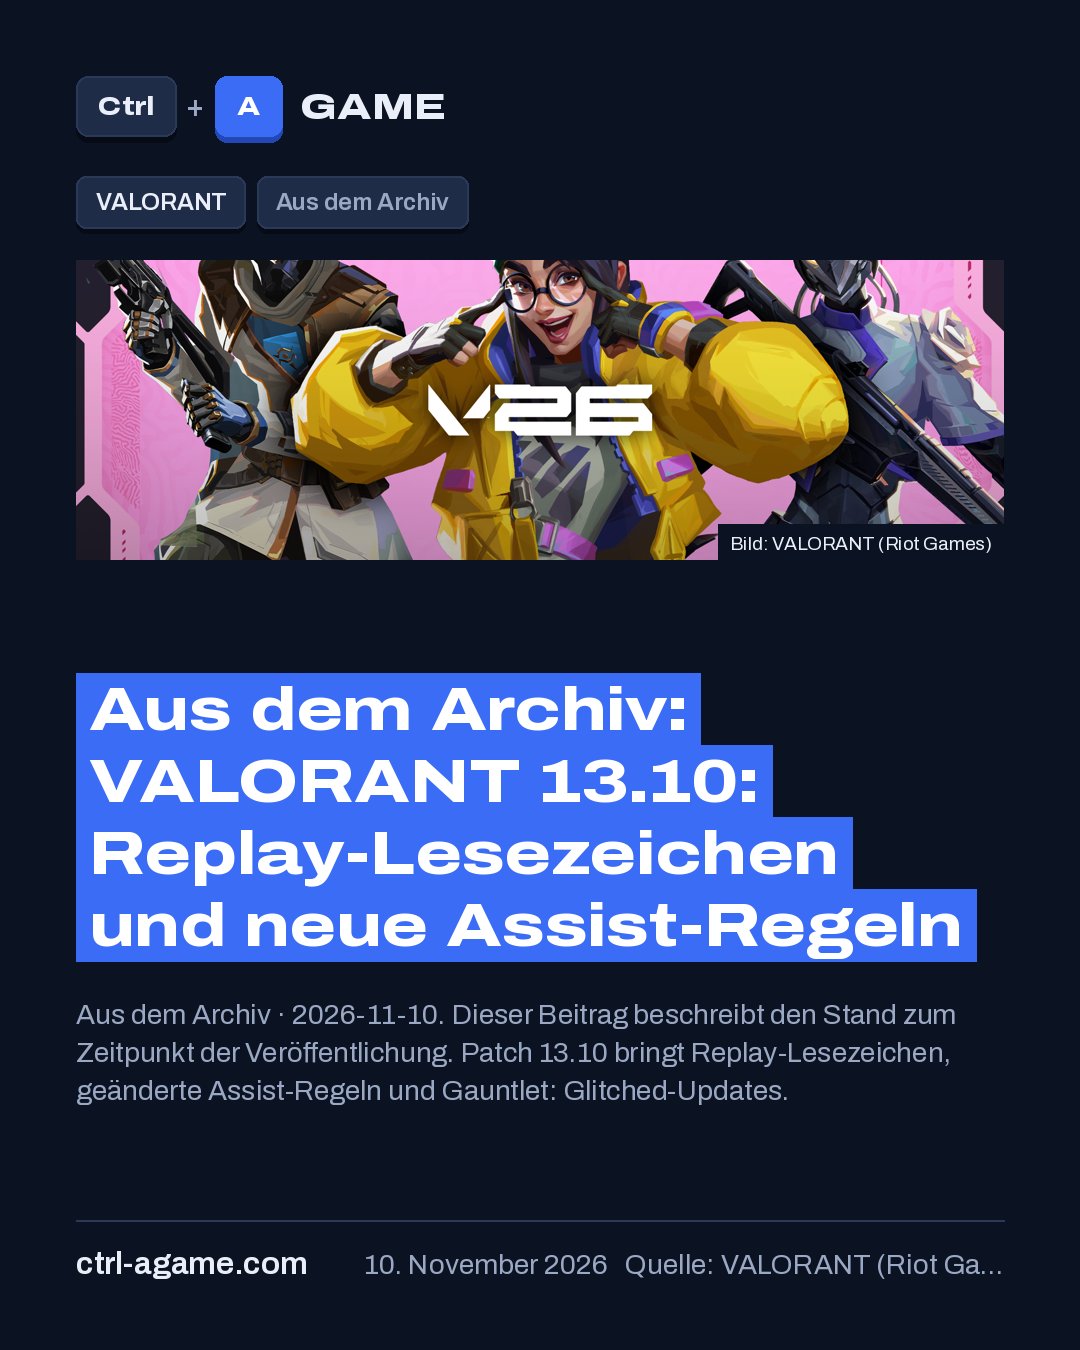 Ctrl + A GAME
VALORANT Aus dem Archiv
V26
Bild: VALORANT (Riot Games)
Aus dem Archiv:
VALORANT 13.10:
Replay-Lesezeichen
und neue Assist-Regeln
Aus dem Archiv · 2026-11-10. Dieser Beitrag beschreibt den Stand zum
Zeitpunkt der Veröffentlichung. Patch 13.10 bringt Replay-Lesezeichen,
geänderte Assist-Regeln und Gauntlet: Glitched-Updates.
ctrl-agame.com 10. November 2026 Quelle: VALORANT (Riot Ga...